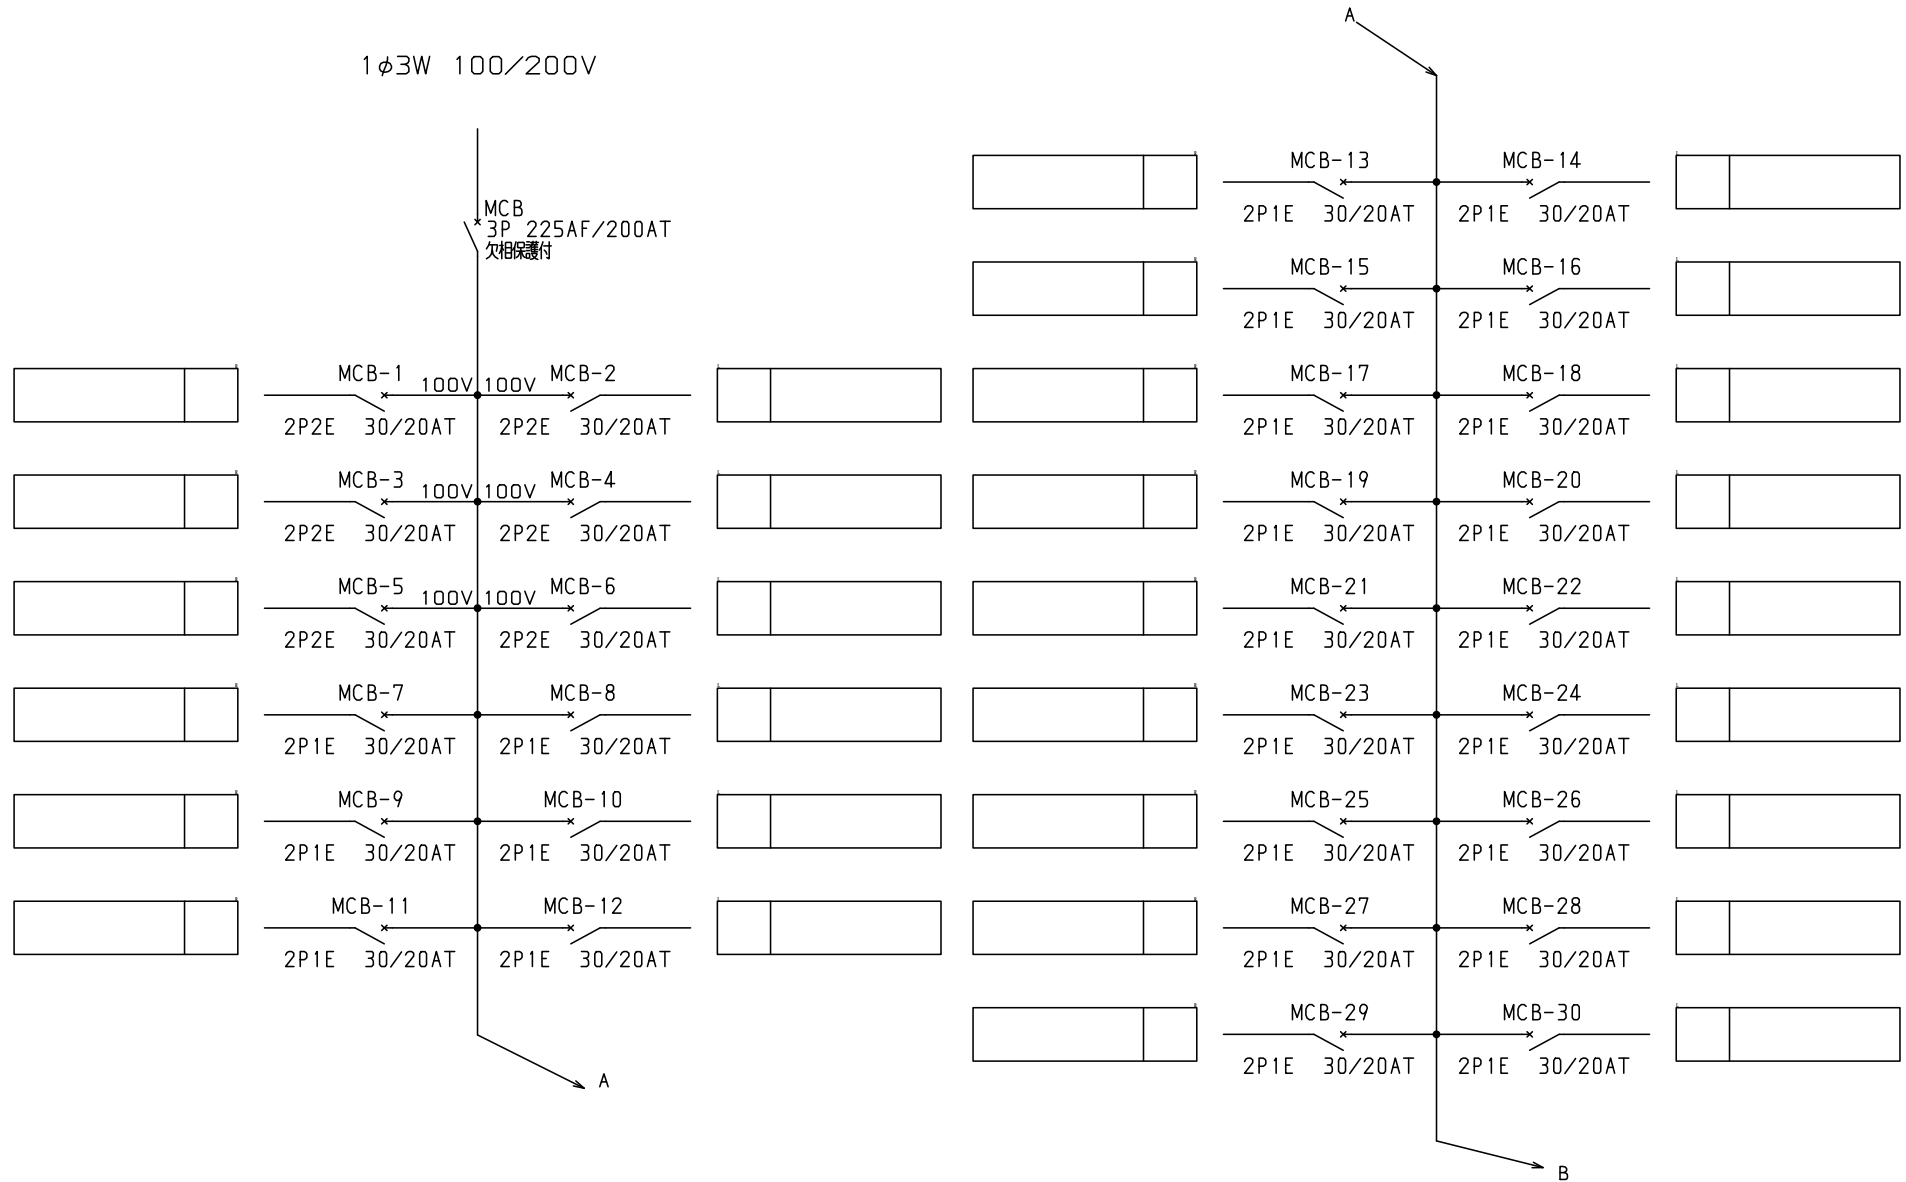 1φ3W 100/200V
MCB
3P 225AF/200AT
欠相保護付
MCB-1 100V 100V MCB-2
2P2E 30/20AT 2P2E 30/20AT
MCB-3 100V 100V MCB-4
2P2E 30/20AT 2P2E 30/20AT
MCB-5 100V 100V MCB-6
2P2E 30/20AT 2P2E 30/20AT
MCB-7 MCB-8
2P1E 30/20AT 2P1E 30/20AT
MCB-9 MCB-10
2P1E 30/20AT 2P1E 30/20AT
MCB-11 MCB-12
2P1E 30/20AT 2P1E 30/20AT
A
A
MCB-13 MCB-14
2P1E 30/20AT 2P1E 30/20AT
MCB-15 MCB-16
2P1E 30/20AT 2P1E 30/20AT
MCB-17 MCB-18
2P1E 30/20AT 2P1E 30/20AT
MCB-19 MCB-20
2P1E 30/20AT 2P1E 30/20AT
MCB-21 MCB-22
2P1E 30/20AT 2P1E 30/20AT
MCB-23 MCB-24
2P1E 30/20AT 2P1E 30/20AT
MCB-25 MCB-26
2P1E 30/20AT 2P1E 30/20AT
MCB-27 MCB-28
2P1E 30/20AT 2P1E 30/20AT
MCB-29 MCB-30
2P1E 30/20AT 2P1E 30/20AT
B